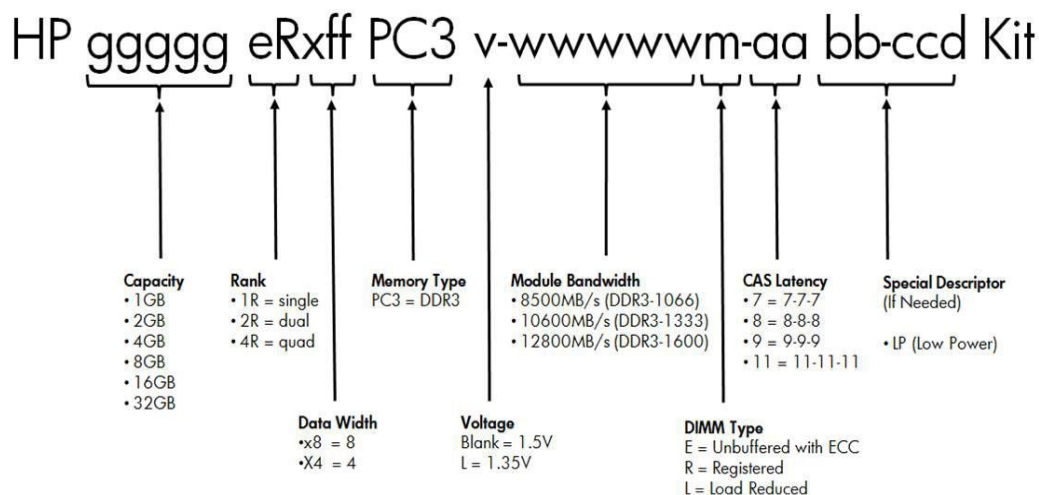 HP ggggg eRxff PC3 v-wwwwwm-aa bb-ccd Kit
Capacity
• 1GB
• 2GB
• 4GB
• 8GB
• 16GB
• 32GB
Rank
• 1R = single
• 2R = dual
• 4R = quad
Memory Type
PC3 = DDR3
Module Bandwidth
• 8500MB/s (DDR3-1066)
• 10600MB/s (DDR3-1333)
• 12800MB/s (DDR3-1600)
CAS Latency
• 7 = 7-7-7
• 8 = 8-8-8
• 9 = 9-9-9
• 11 = 11-11-11
Special Descriptor
(If Needed)
• LP (Low Power)
Data Width
•x8 = 8
•X4 = 4
Voltage
Blank = 1.5V
L = 1.35V
DIMM Type
E = Unbuffered with ECC
R = Registered
L = Load Reduced